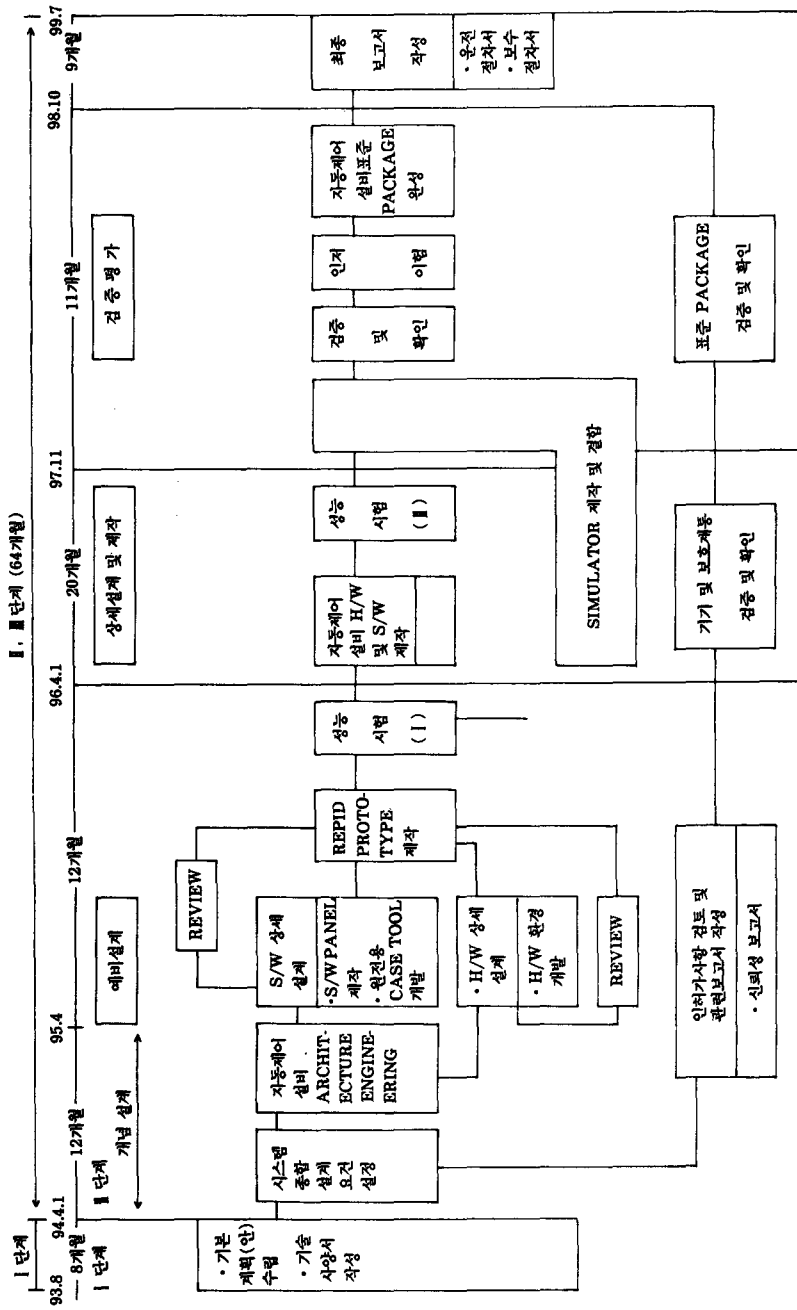 Ⅰ 단계
Ⅱ, Ⅲ 단계 (64개월)
93.8
8개월
94.4.1
12개월
95.4
12개월
96.4.1
20개월
97.11
11개월
98.10
9개월
99.7
Ⅰ 단계
Ⅱ 단계
개념 설계
예비설계
상세설계 및 제작
검증평가
· 기본
계획(안)
수립
· 기술
사양서
작성
시스템
종합
설계
요건
설정
자동제어
설비
ARCHIT-
ECTURE
ENGINE-
ERING
REVIEW
S/W 상세
설계
·S/W PANEL
제작
· 원전용
CASE TOOL
개발
· H/W 상세
설계
· H/W 환경
개발
REVIEW
REPID
PROTO-
TYPE
제작
성능
시험
(Ⅰ)
자동제어
설비 H/W
및 S/W
제작
성능
시험
(Ⅱ)
SIMULATOR 제작 및 결합
검증
및
확인
인저
이험
자동제어
설비표준
PACKAGE
완성
최종
보고서
작성
· 운전
절차서
· 보수
절차서
인허가사항 검토 및
관련보고서 작성
· 신뢰성 보고서
기기 및 보호계통
검증 및 확인
표준 PACKAGE
검증 및 확인